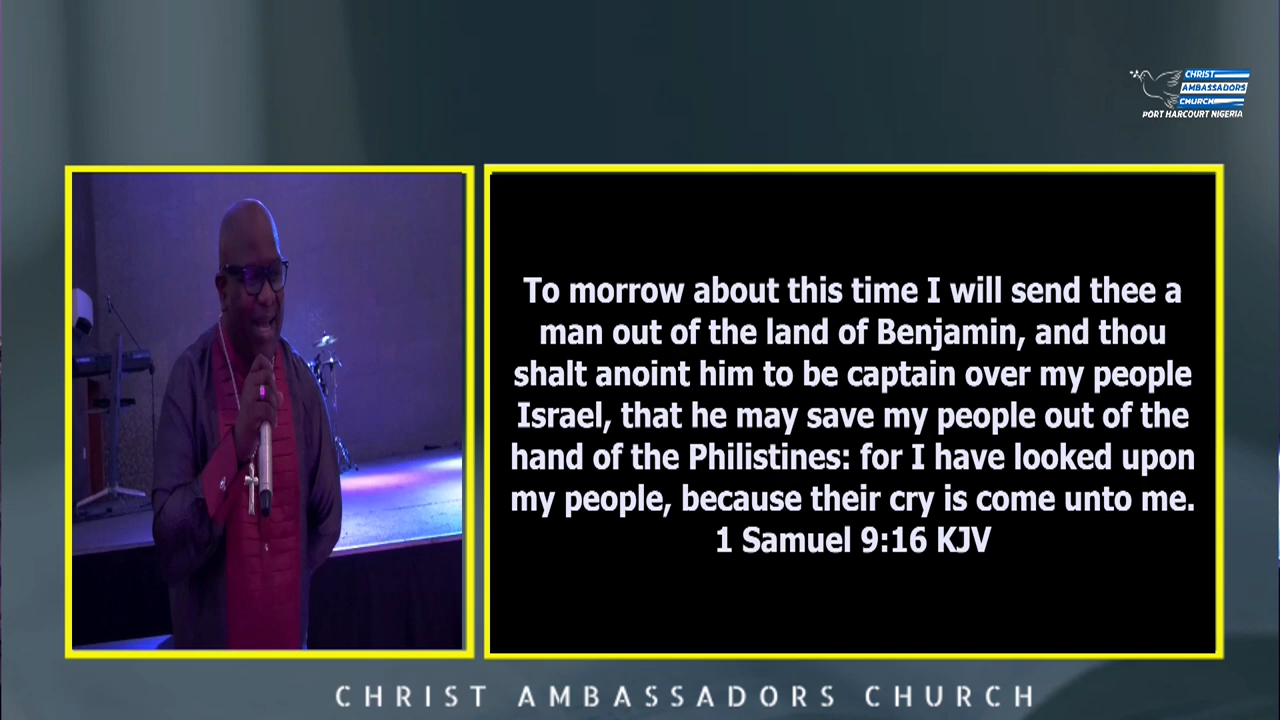 CHRIST
AMBASSADORS
CHURCH
PORT HARCOURT NIGERIA
To morrow about this time I will send thee a
man out of the land of Benjamin, and thou
shalt anoint him to be captain over my people
Israel, that he may save my people out of the
hand of the Philistines: for I have looked upon
my people, because their cry is come unto me.
1 Samuel 9:16 KJV
CHRIST AMBASSADORS CHURCH